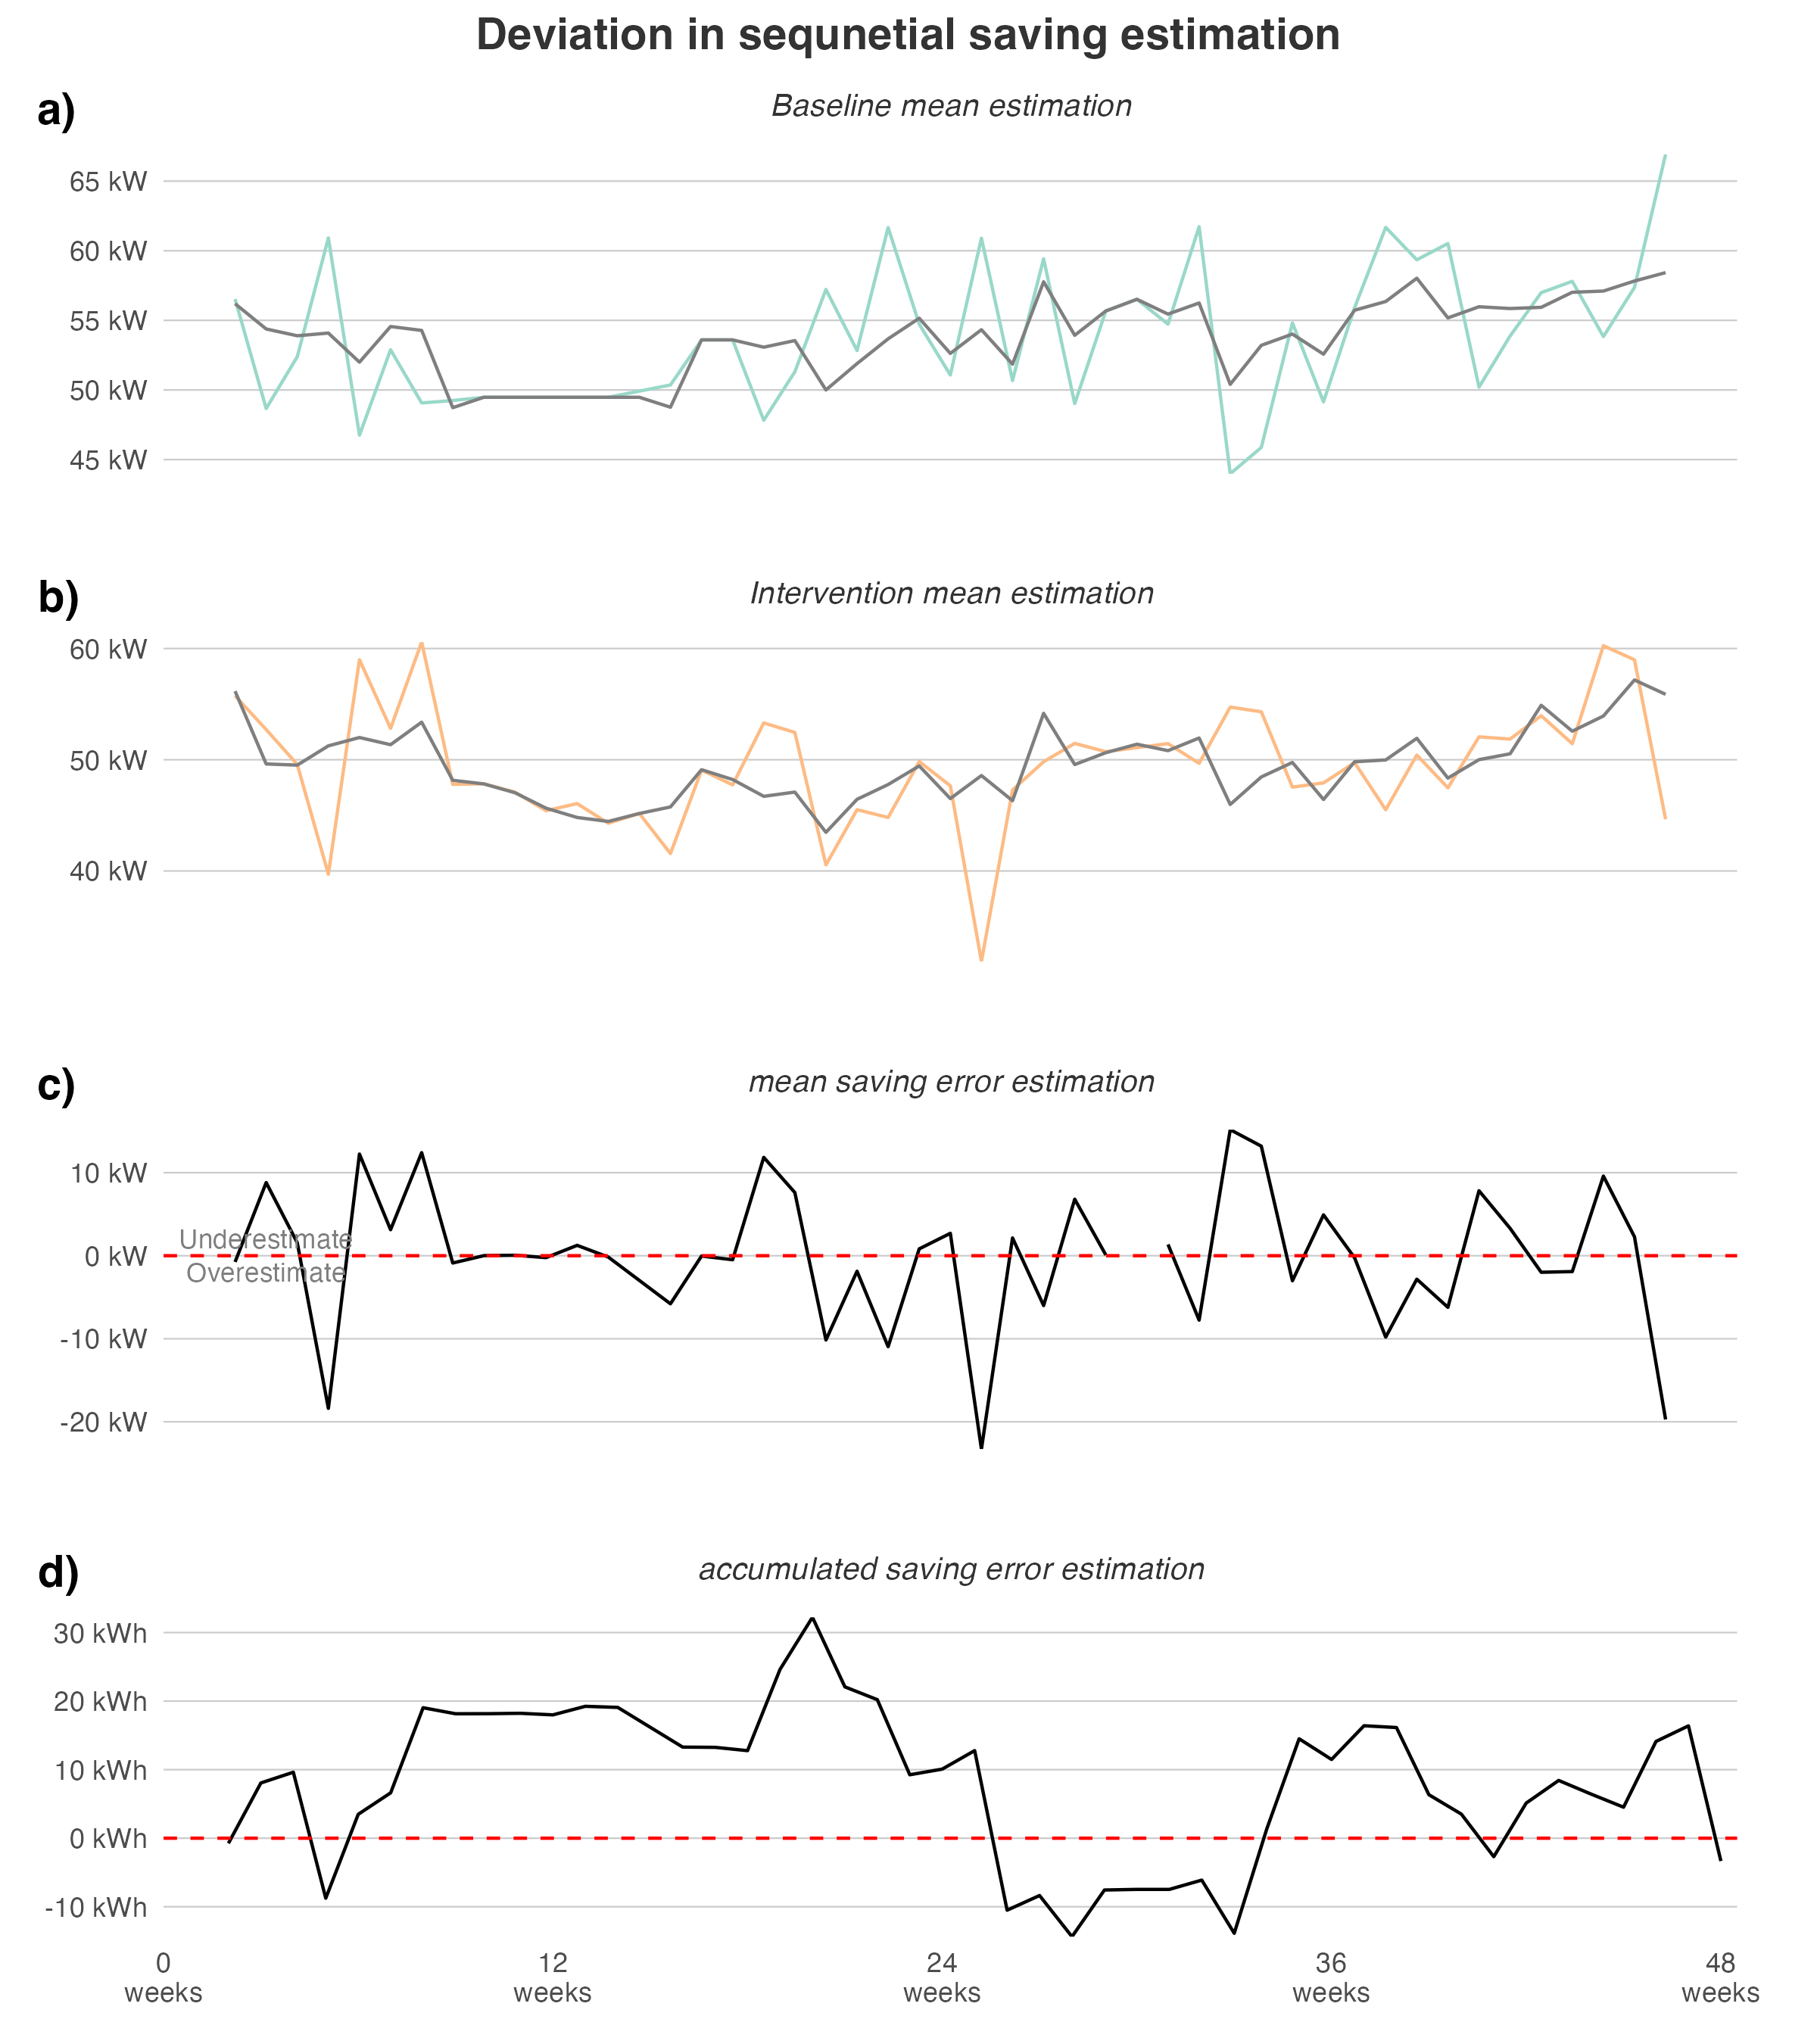 Deviation in sequnetial saving estimation
a)
Baseline mean estimation
65 kW
60 kW
55 kW
50 kW
45 kW
b)
Intervention mean estimation
60 kW
50 kW
40 kW
c)
mean saving error estimation
10 kW
Underestimate
0 kW
Overestimate
-10 kW
-20 kW
d)
accumulated saving error estimation
30 kWh
20 kWh
10 kWh
0 kWh
-10 kWh
0 12 24 36 48
weeks weeks weeks weeks weeks